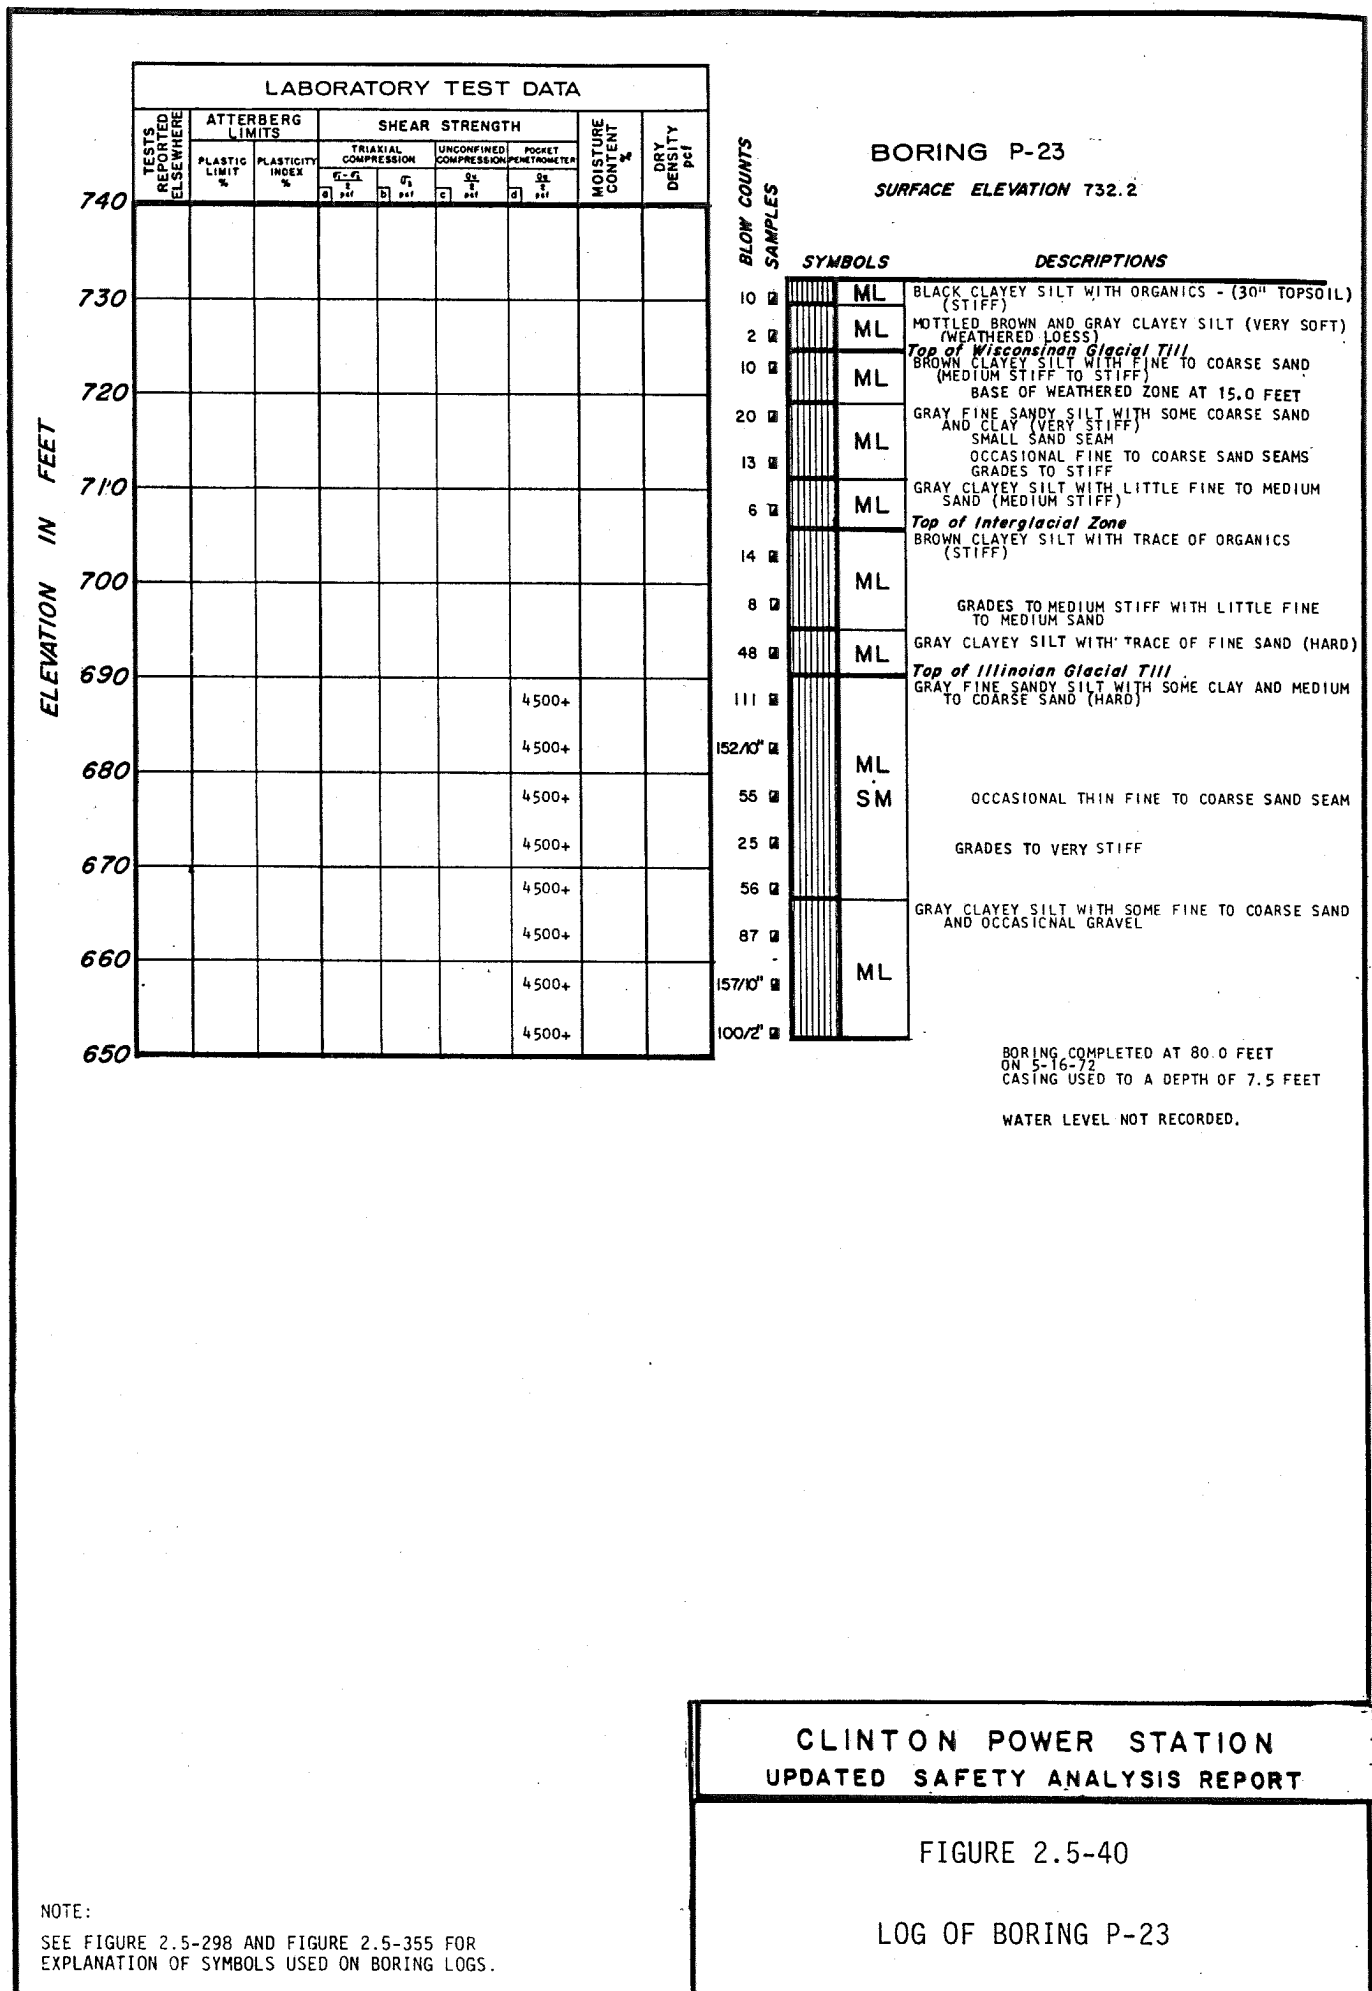 LABORATORY TEST DATA
TESTS REPORTED ELSEWHERE
ATTERBERG LIMITS
SHEAR STRENGTH
MOISTURE CONTENT %
DRY DENSITY pcf
PLASTIC LIMIT %
PLASTICITY INDEX %
TRIAXIAL COMPRESSION
UNCONFINED COMPRESSION
POCKET PENETROMETER
a psf
b psf
c psf
d psf
BLOW COUNTS
SAMPLES
BORING P-23
SURFACE ELEVATION 732.2
SYMBOLS
DESCRIPTIONS
ELEVATION IN FEET
740
730
720
710
700
690
680
670
660
650
4500+
4500+
4500+
4500+
4500+
4500+
4500+
4500+
10
2
10
20
13
6
14
8
48
111
152/10"
55
25
56
87
157/10"
100/2"
ML
BLACK CLAYEY SILT WITH ORGANICS - (30" TOPSOIL)
(STIFF)
ML
MOTTLED BROWN AND GRAY CLAYEY SILT (VERY SOFT)
(WEATHERED LOESS)
Top of Wisconsinan Glacial Till
ML
BROWN CLAYEY SILT WITH FINE TO COARSE SAND
(MEDIUM STIFF TO STIFF)
BASE OF WEATHERED ZONE AT 15.0 FEET
ML
GRAY FINE SANDY SILT WITH SOME COARSE SAND
AND CLAY (VERY STIFF)
SMALL SAND SEAM
OCCASIONAL FINE TO COARSE SAND SEAMS
GRADES TO STIFF
ML
GRAY CLAYEY SILT WITH LITTLE FINE TO MEDIUM
SAND (MEDIUM STIFF)
Top of Interglacial Zone
ML
BROWN CLAYEY SILT WITH TRACE OF ORGANICS
(STIFF)
GRADES TO MEDIUM STIFF WITH LITTLE FINE
TO MEDIUM SAND
ML
GRAY CLAYEY SILT WITH TRACE OF FINE SAND (HARD)
Top of Illinoian Glacial Till
GRAY FINE SANDY SILT WITH SOME CLAY AND MEDIUM
TO COARSE SAND (HARD)
ML
SM
OCCASIONAL THIN FINE TO COARSE SAND SEAM
GRADES TO VERY STIFF
GRAY CLAYEY SILT WITH SOME FINE TO COARSE SAND
AND OCCASICNAL GRAVEL
ML
BORING COMPLETED AT 80.0 FEET
ON 5-16-72
CASING USED TO A DEPTH OF 7.5 FEET
WATER LEVEL NOT RECORDED.
CLINTON POWER STATION
UPDATED SAFETY ANALYSIS REPORT
FIGURE 2.5-40
LOG OF BORING P-23
NOTE:
SEE FIGURE 2.5-298 AND FIGURE 2.5-355 FOR
EXPLANATION OF SYMBOLS USED ON BORING LOGS.